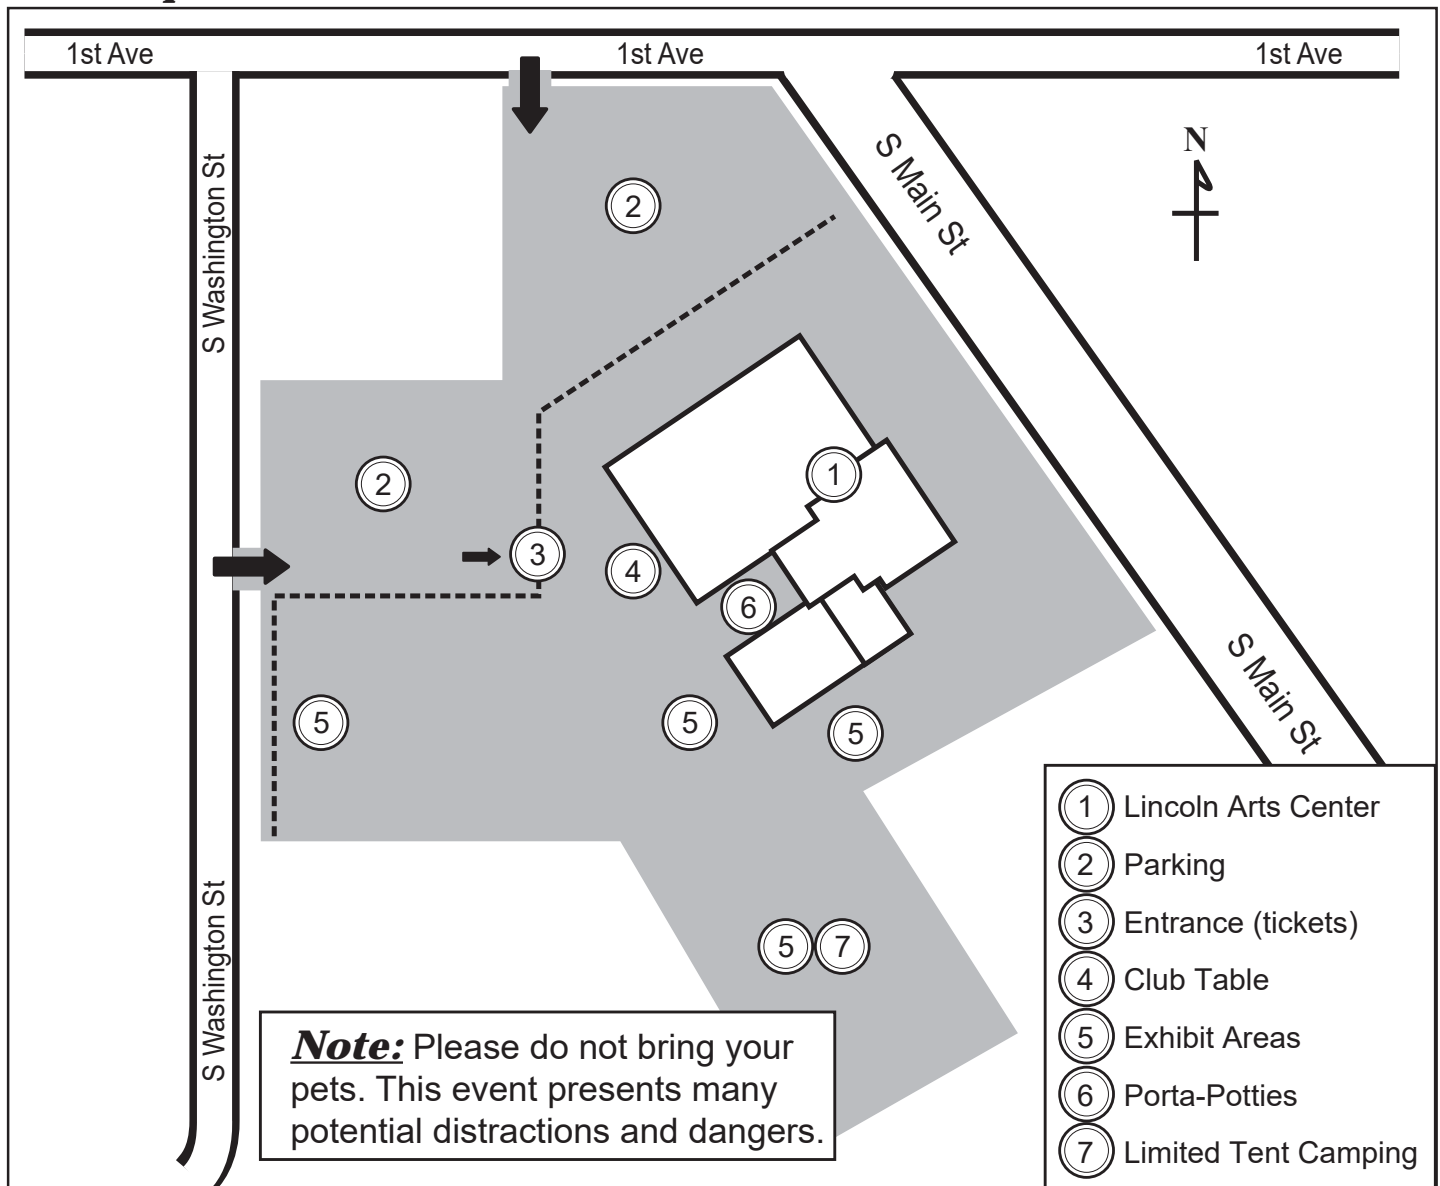 1st Ave
1st Ave
1st Ave
S Washington St
S Main St
N
2
2
1
3
4
6
5
5
5
S Main St
5
7
S Washington St
Note: Please do not bring your
pets. This event presents many
potential distractions and dangers.
1 Lincoln Arts Center
2 Parking
3 Entrance (tickets)
4 Club Table
5 Exhibit Areas
6 Porta-Potties
7 Limited Tent Camping